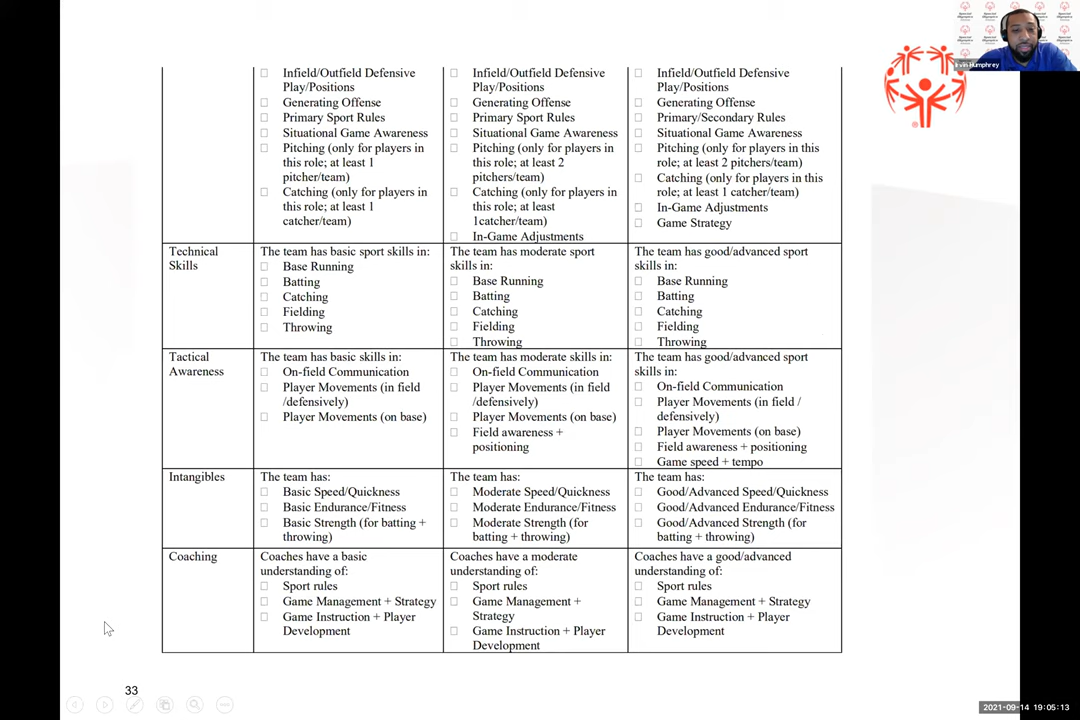 Irvin Humphrey
Infield/Outfield Defensive
Play/Positions
Generating Offense
Primary Sport Rules
Situational Game Awareness
Pitching (only for players in
this role; at least 1
pitcher/team)
Catching (only for players in
this role; at least 1
catcher/team)
Infield/Outfield Defensive
Play/Positions
Generating Offense
Primary Sport Rules
Situational Game Awareness
Pitching (only for players in
this role; at least 2
pitchers/team)
Catching (only for players in
this role; at least
1catcher/team)
In-Game Adjustments
Infield/Outfield Defensive
Play/Positions
Generating Offense
Primary/Secondary Rules
Situational Game Awareness
Pitching (only for players in this
role; at least 2 pitchers/team)
Catching (only for players in this
role; at least 1 catcher/team)
In-Game Adjustments
Game Strategy
Technical
Skills
The team has basic sport skills in:
Base Running
Batting
Catching
Fielding
Throwing
The team has moderate sport
skills in:
Base Running
Batting
Catching
Fielding
Throwing
The team has good/advanced sport
skills in:
Base Running
Batting
Catching
Fielding
Throwing
Tactical
Awareness
The team has basic skills in:
On-field Communication
Player Movements (in field
/defensively)
Player Movements (on base)
The team has moderate skills in:
On-field Communication
Player Movements (in field
/defensively)
Player Movements (on base)
Field awareness +
positioning
The team has good/advanced sport
skills in:
On-field Communication
Player Movements (in field /
defensively)
Player Movements (on base)
Field awareness + positioning
Game speed + tempo
Intangibles
The team has:
Basic Speed/Quickness
Basic Endurance/Fitness
Basic Strength (for batting +
throwing)
The team has:
Moderate Speed/Quickness
Moderate Endurance/Fitness
Moderate Strength (for
batting + throwing)
The team has:
Good/Advanced Speed/Quickness
Good/Advanced Endurance/Fitness
Good/Advanced Strength (for
batting + throwing)
Coaching
Coaches have a basic
understanding of:
Sport rules
Game Management + Strategy
Game Instruction + Player
Development
Coaches have a moderate
understanding of:
Sport rules
Game Management +
Strategy
Game Instruction + Player
Development
Coaches have a good/advanced
understanding of:
Sport rules
Game Management + Strategy
Game Instruction + Player
Development
33
2021-09-14 19:05:13